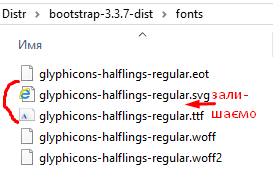 Distr › bootstrap-3.3.7-dist › fonts
Имя
glyphicons-halflings-regular.eot
glyphicons-halflings-regular.svg
зали-
glyphicons-halflings-regular.ttf
шаємо
glyphicons-halflings-regular.woff
glyphicons-halflings-regular.woff2